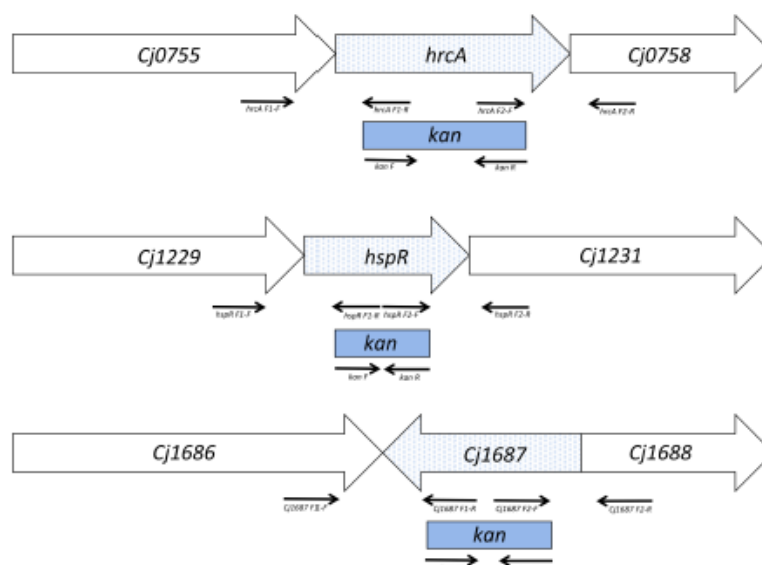 Cj0755 hrcA Cj0758
hrcA F1-F hrcA F1-R hrcA F2-F hrcA F2-R
kan
kan F kan R
Cj1229 hspR Cj1231
hspR F1-F hspR F1-R hspR F2-F hspR F2-R
kan
kan F kan R
Cj1686 Cj1687 Cj1688
Cj1687 F1-F Cj1687 F1-R Cj1687 F2-F Cj1687 F2-R
kan